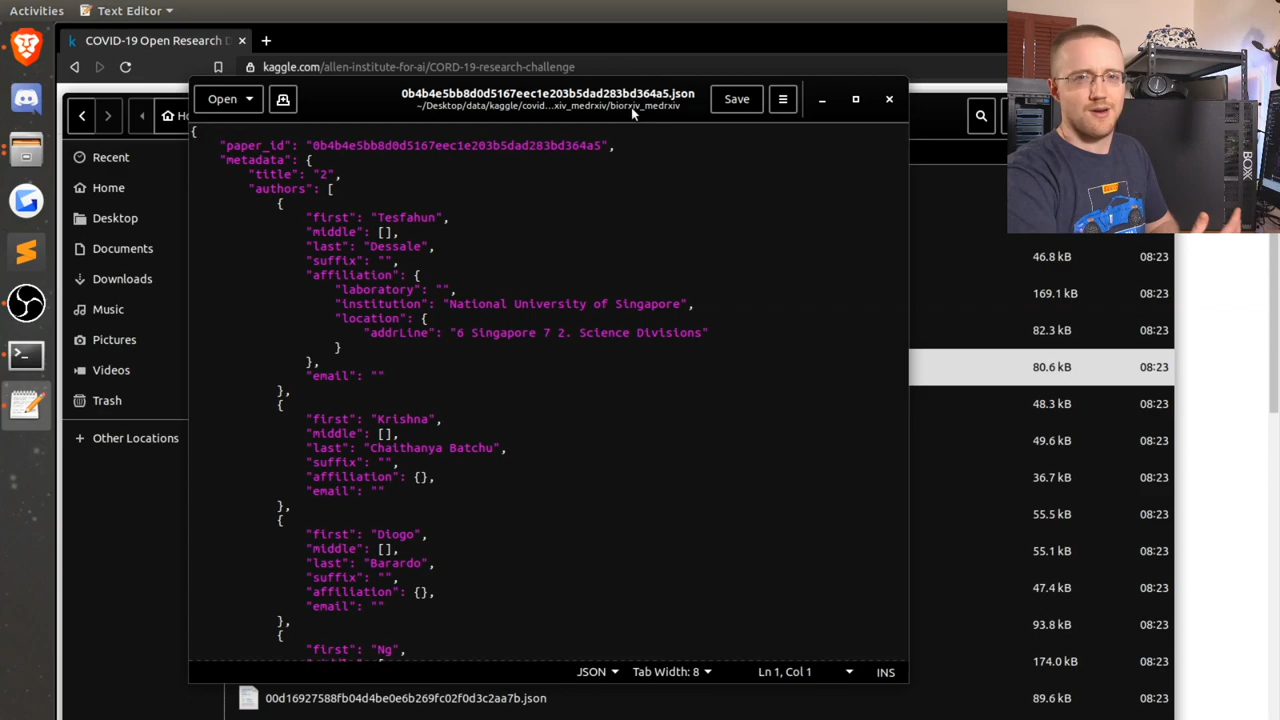 Activities
Text Editor
COVID-19 Open Research D
kaggle.com/allen-institute-for-ai/CORD-19-research-challenge
Open
0b4b4e5bb8d0d5167eec1e203b5dad283bd364a5.json
~/Desktop/data/kaggle/covid…xiv_medrxiv/biorxiv_medrxiv
Save
Recent
Home
Desktop
Documents
Downloads
Music
Pictures
Videos
Trash
+ Other Locations
{
"paper_id": "0b4b4e5bb8d0d5167eec1e203b5dad283bd364a5",
"metadata": {
"title": "2",
"authors": [
{
"first": "Tesfahun",
"middle": [],
"last": "Dessale",
"suffix": "",
"affiliation": {
"laboratory": "",
"institution": "National University of Singapore",
"location": {
"addrLine": "6 Singapore 7 2. Science Divisions"
}
},
"email": ""
},
{
"first": "Krishna",
"middle": [],
"last": "Chaithanya Batchu",
"suffix": "",
"affiliation": {},
"email": ""
},
{
"first": "Diogo",
"middle": [],
"last": "Barardo",
"suffix": "",
"affiliation": {},
"email": ""
},
{
"first": "Ng",
JSON
Tab Width: 8
Ln 1, Col 1
INS
46.8 kB 08:23
169.1 kB 08:23
82.3 kB 08:23
80.6 kB 08:23
48.3 kB 08:23
49.6 kB 08:23
36.7 kB 08:23
55.5 kB 08:23
55.1 kB 08:23
47.4 kB 08:23
93.8 kB 08:23
174.0 kB 08:23
00d16927588fb04d4be0e6b269fc02f0d3c2aa7b.json 89.6 kB 08:23
BOXX